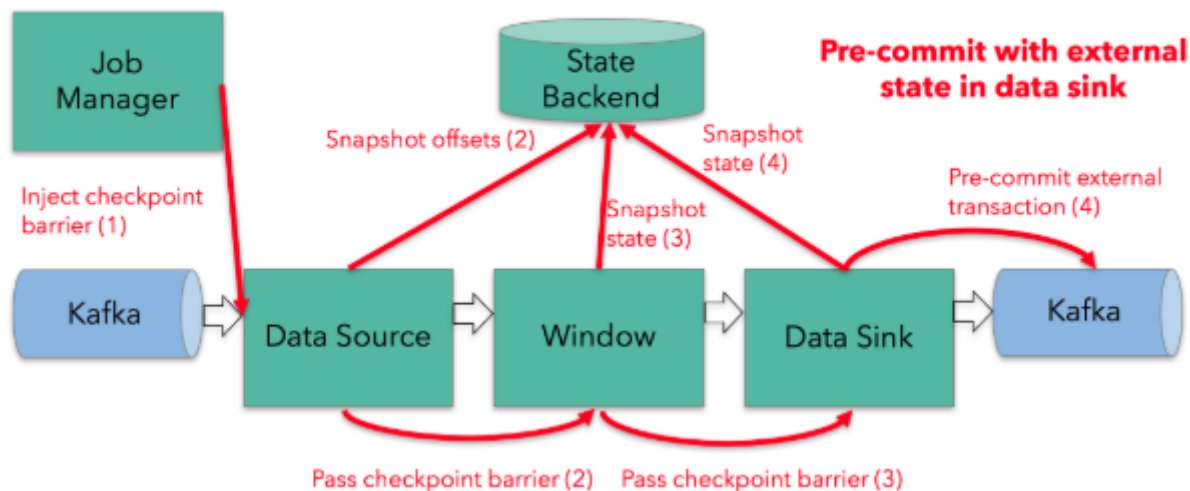 Job
Manager
State
Backend
Pre-commit with external
state in data sink
Snapshot offsets (2)
Snapshot
state (4)
Pre-commit external
transaction (4)
Inject checkpoint
barrier (1)
Snapshot
state (3)
Kafka
Data Source
Window
Data Sink
Kafka
Pass checkpoint barrier (2)
Pass checkpoint barrier (3)